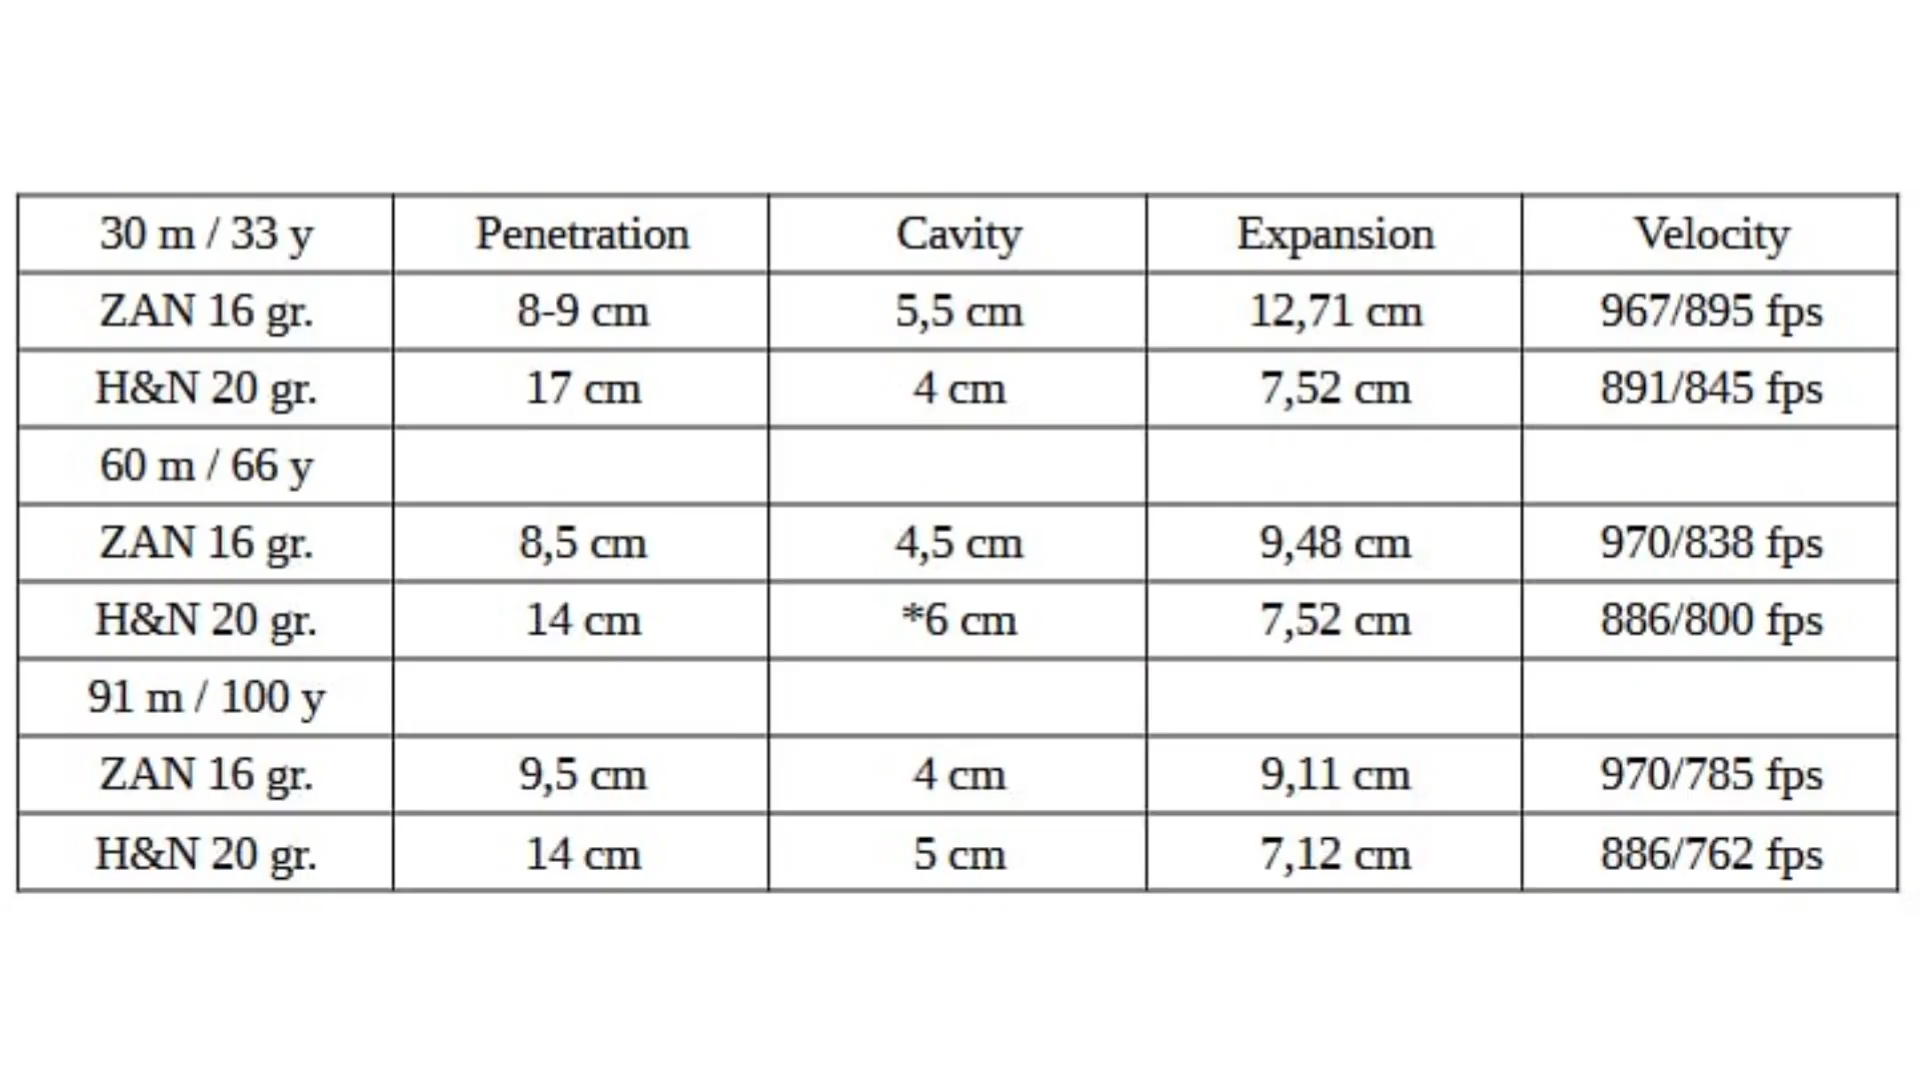 30 m / 33 y Penetration Cavity Expansion Velocity
ZAN 16 gr. 8-9 cm 5,5 cm 12,71 cm 967/895 fps
H&N 20 gr. 17 cm 4 cm 7,52 cm 891/845 fps
60 m / 66 y
ZAN 16 gr. 8,5 cm 4,5 cm 9,48 cm 970/838 fps
H&N 20 gr. 14 cm *6 cm 7,52 cm 886/800 fps
91 m / 100 y
ZAN 16 gr. 9,5 cm 4 cm 9,11 cm 970/785 fps
H&N 20 gr. 14 cm 5 cm 7,12 cm 886/762 fps